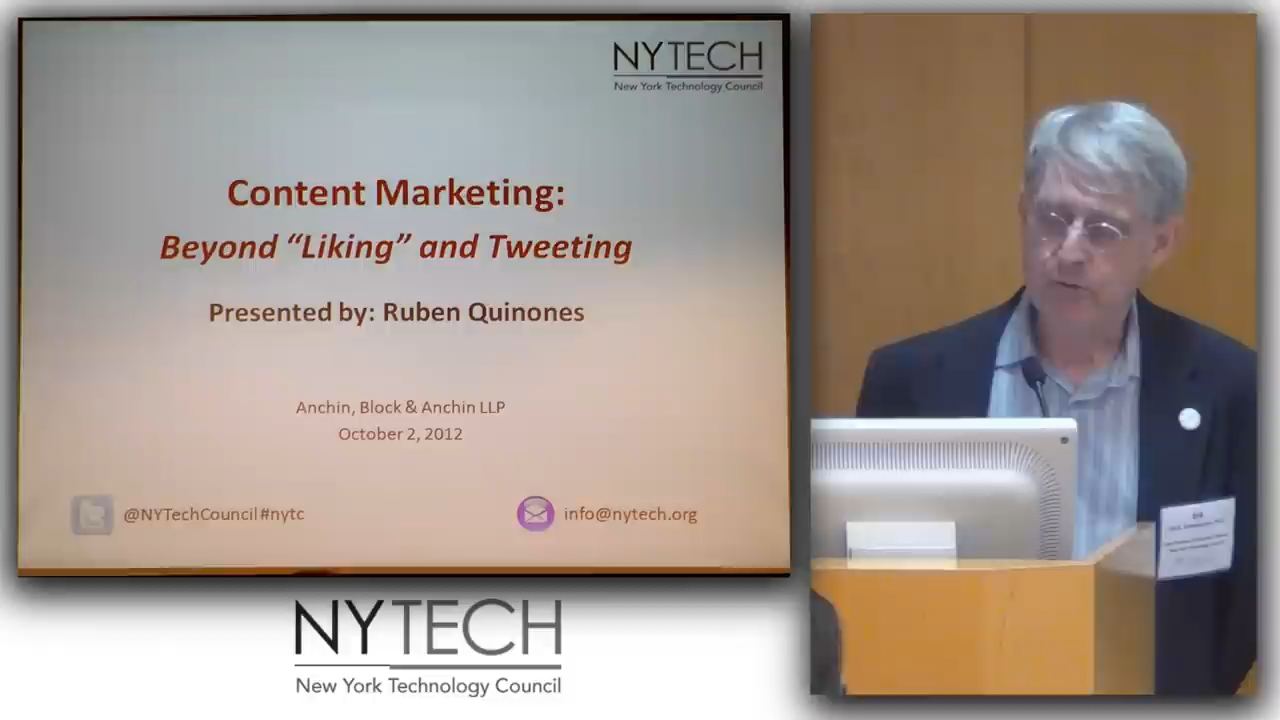 NYTECH
New York Technology Council
Content Marketing:
Beyond “Liking” and Tweeting
Presented by: Ruben Quinones
Anchin, Block & Anchin LLP
October 2, 2012
@NYTechCouncil #nytc
info@nytech.org
NYTECH
New York Technology Council